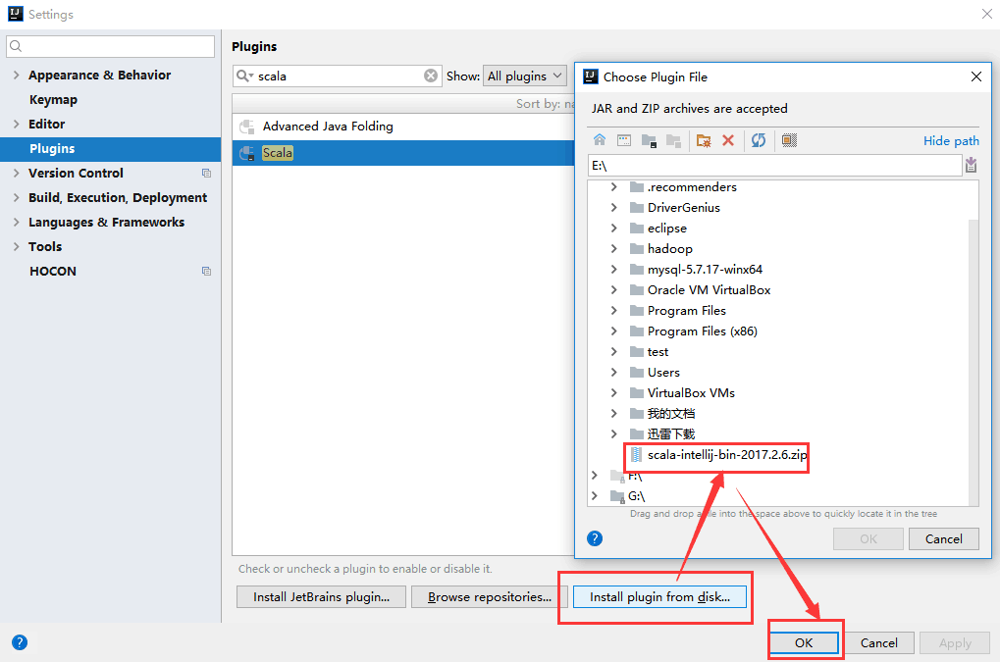 Settings
Appearance & Behavior
Keymap
Editor
Plugins
Version Control
Build, Execution, Deployment
Languages & Frameworks
Tools
HOCON
Plugins
scala
Show: All plugins
Sort by: na
Advanced Java Folding
Scala
Check or uncheck a plugin to enable or disable it.
Install JetBrains plugin...
Browse repositories...
Install plugin from disk...
Choose Plugin File
JAR and ZIP archives are accepted
Hide path
E:\
.recommenders
DriverGenius
eclipse
hadoop
mysql-5.7.17-winx64
Oracle VM VirtualBox
Program Files
Program Files (x86)
test
Users
VirtualBox VMs
我的文档
迅雷下载
scala-intellij-bin-2017.2.6.zip
F:\
G:\
Drag and drop a file into the space above to quickly locate it in the tree
OK
Cancel
OK
Cancel
Apply